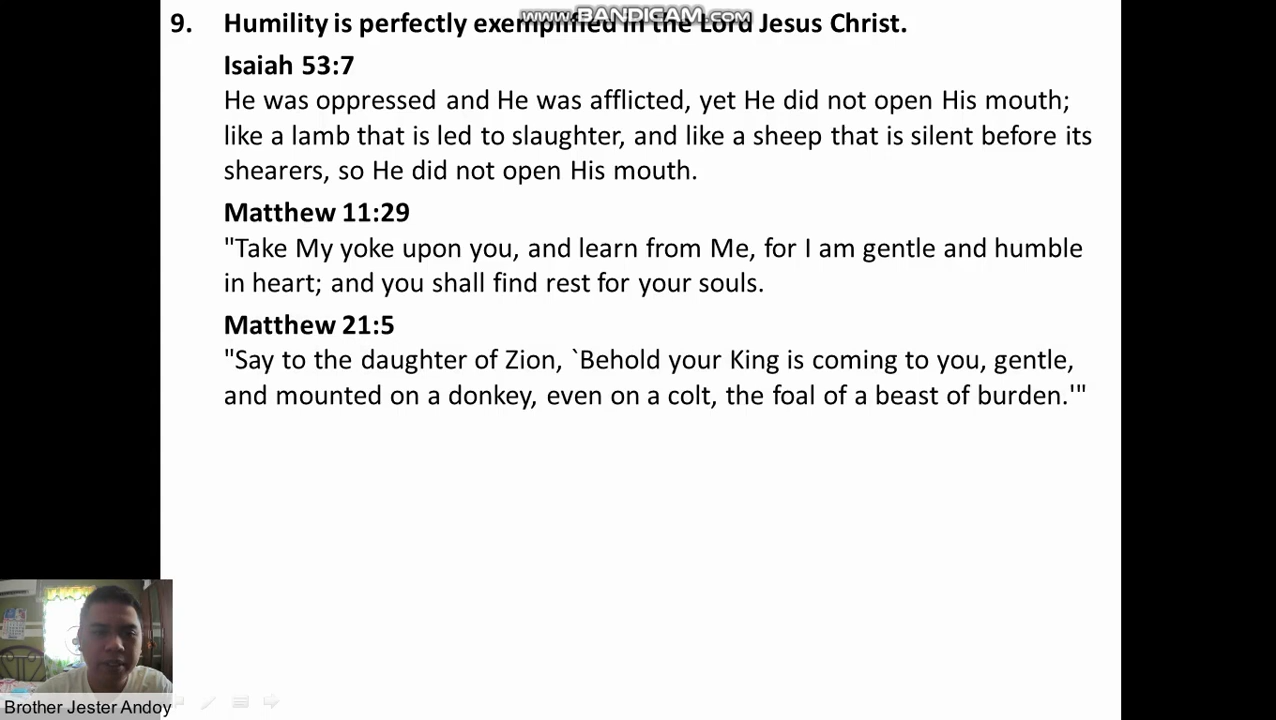 www.BANDICAM.com
9. Humility is perfectly exemplified in the Lord Jesus Christ.
Isaiah 53:7
He was oppressed and He was afflicted, yet He did not open His mouth;
like a lamb that is led to slaughter, and like a sheep that is silent before its
shearers, so He did not open His mouth.
Matthew 11:29
"Take My yoke upon you, and learn from Me, for I am gentle and humble
in heart; and you shall find rest for your souls.
Matthew 21:5
"Say to the daughter of Zion, `Behold your King is coming to you, gentle,
and mounted on a donkey, even on a colt, the foal of a beast of burden.'"
Brother Jester Andoy